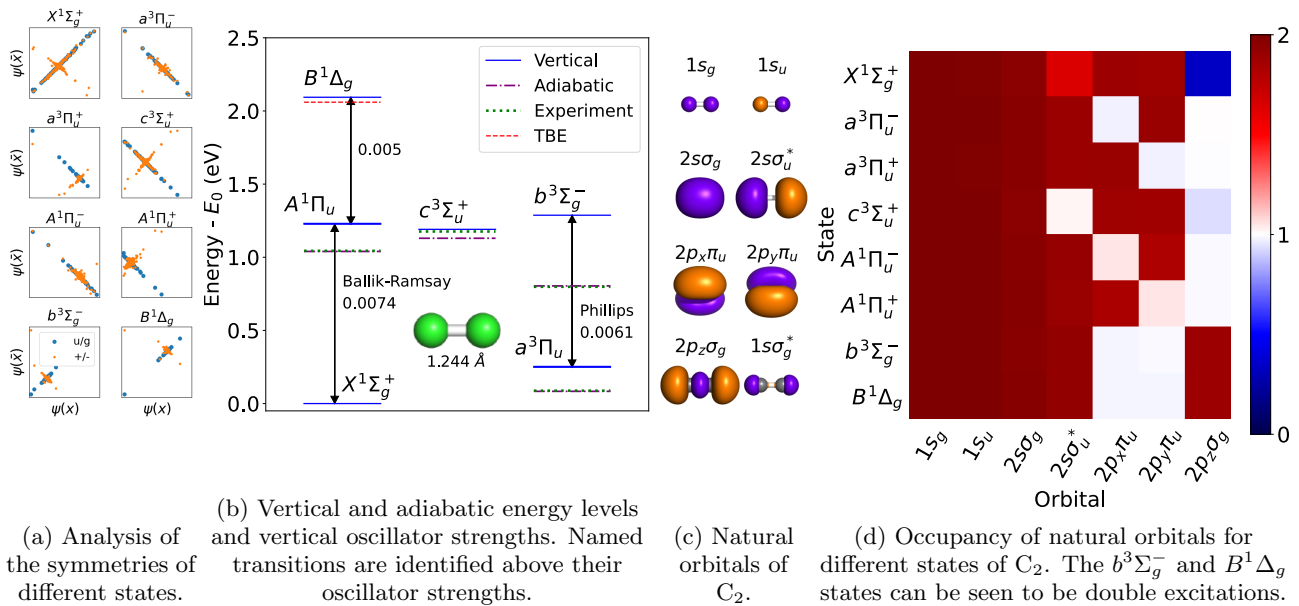 X¹Σg⁺
a³Πu⁻
ψ(x̄)
a³Πu⁺
c³Σu⁺
ψ(x̄)
A¹Πu⁻
A¹Πu⁺
ψ(x̄)
b³Σg⁻
B¹Δg
u/g
+/-
ψ(x̄)
ψ(x)
ψ(x)
(a) Analysis of
the symmetries of
different states.
Energy - E₀ (eV)
2.5
2.0
1.5
1.0
0.5
0.0
Vertical
Adiabatic
Experiment
TBE
B¹Δg
0.005
A¹Πu
c³Σu⁺
b³Σg⁻
Ballik-Ramsay
0.0074
Phillips
0.0061
1.244 Å
a³Πu
X¹Σg⁺
(b) Vertical and adiabatic energy levels
and vertical oscillator strengths. Named
transitions are identified above their
oscillator strengths.
1sg
1su
2sσg
2sσu*
2pxπu
2pyπu
2pzσg
1sσg*
(c) Natural
orbitals of
C₂.
State
X¹Σg⁺
a³Πu⁻
a³Πu⁺
c³Σu⁺
A¹Πu⁻
A¹Πu⁺
b³Σg⁻
B¹Δg
1sg
1su
2sσg
2sσu*
2pxπu
2pyπu
2pzσg
Orbital
2
1
0
(d) Occupancy of natural orbitals for
different states of C₂. The b³Σg⁻ and B¹Δg
states can be seen to be double excitations.